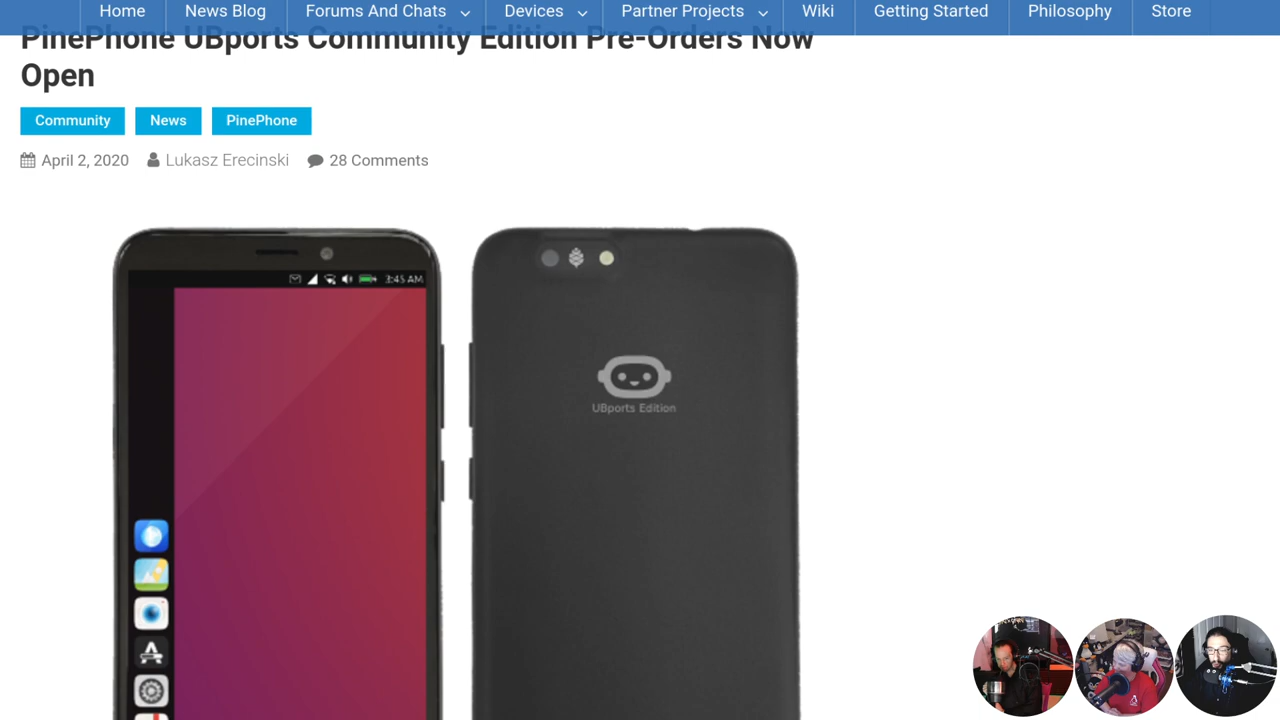 Home News Blog Forums And Chats Devices Partner Projects Wiki Getting Started Philosophy Store
PinePhone UBports Community Edition Pre-Orders Now
Open
Community News PinePhone
April 2, 2020 Lukasz Erecinski 28 Comments
3:45 AM
UBports Edition